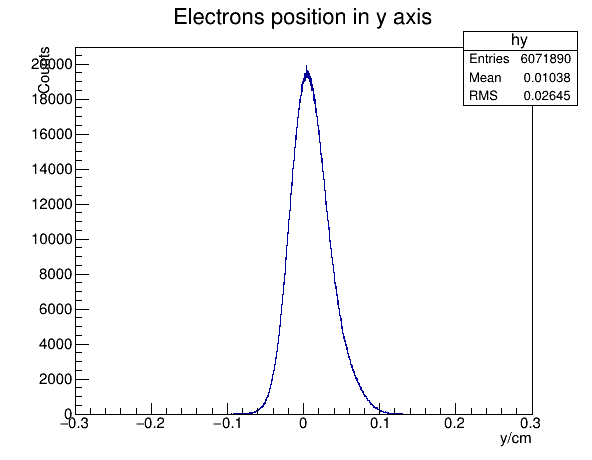 Electrons position in y axis
hy
Entries 6071890
Mean 0.01038
RMS 0.02645
Counts
20000
18000
16000
14000
12000
10000
8000
6000
4000
2000
0
−0.3 −0.2 −0.1 0 0.1 0.2 0.3
y/cm